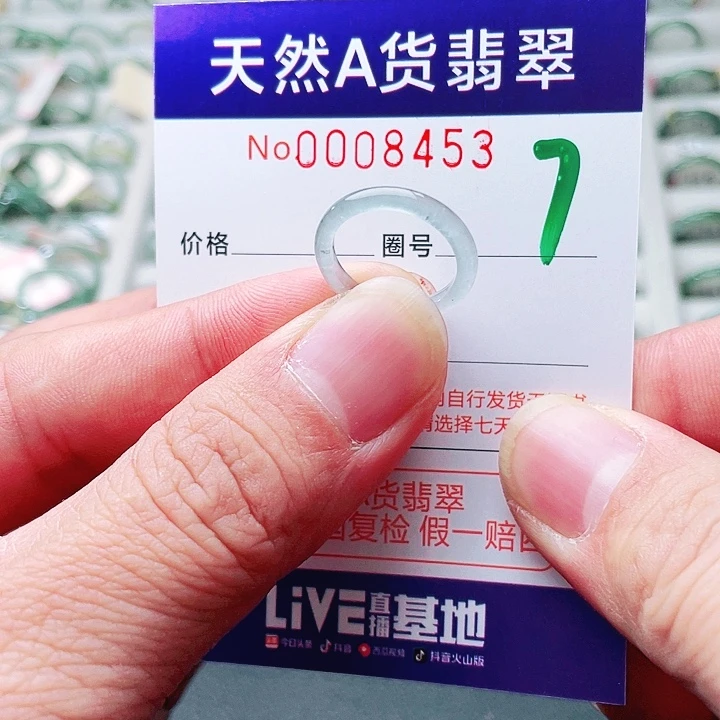 天然A货翡翠
No.0008453
价格 圈号 7
自行发货
选择七天
货翡翠
复检 假一赔
LiVE直播基地
今日头条 抖音 西瓜视频 抖音火山版